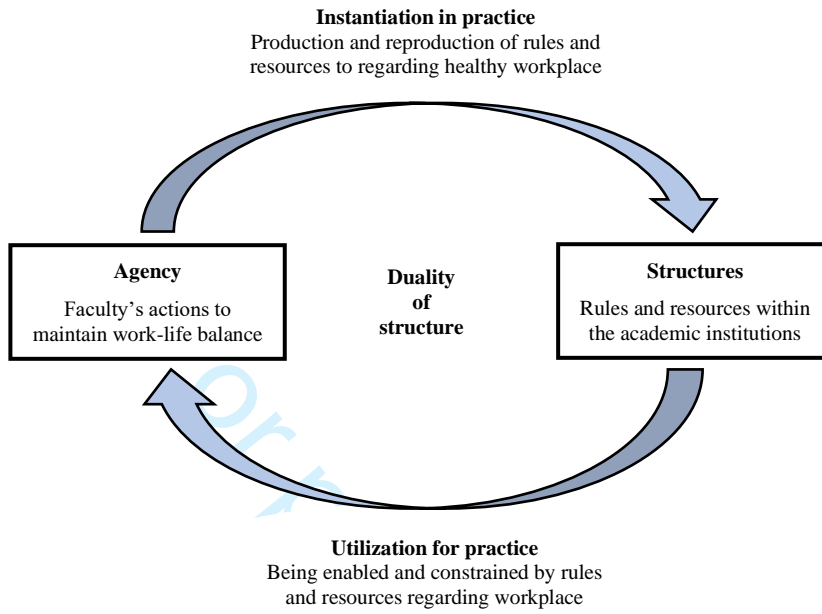 Instantiation in practice
Production and reproduction of rules and
resources to regarding healthy workplace
Agency
Faculty’s actions to
maintain work-life balance
Duality
of
structure
Structures
Rules and resources within
the academic institutions
or
Utilization for practice
Being enabled and constrained by rules
and resources regarding workplace